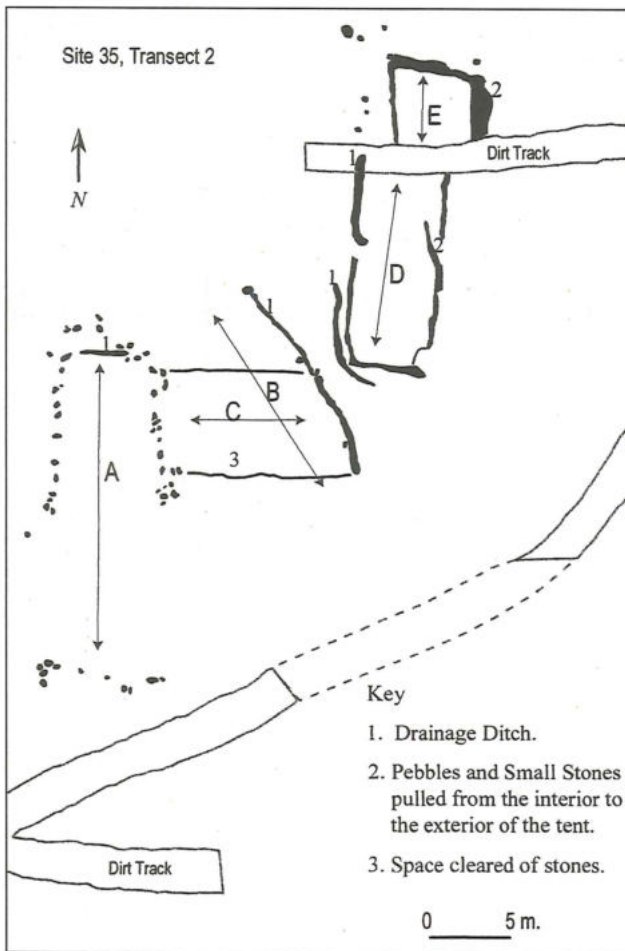 Site 35, Transect 2
N
2
E
Dirt Track
1
2
D
1
1
1
B
C
A
3
Key
1. Drainage Ditch.
2. Pebbles and Small Stones
pulled from the interior to
the exterior of the tent.
3. Space cleared of stones.
Dirt Track
0 5 m.